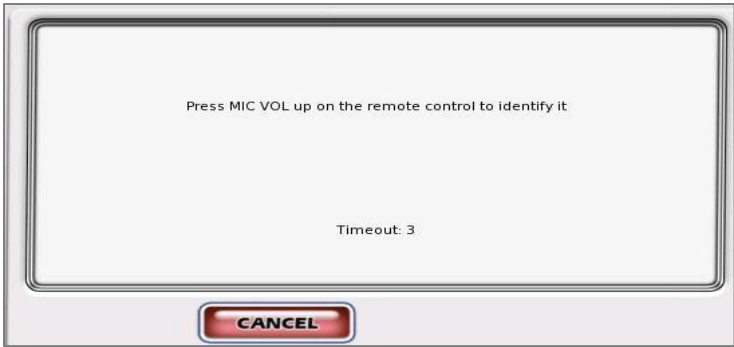 Press MIC VOL up on the remote control to identify it
Timeout: 3
CANCEL